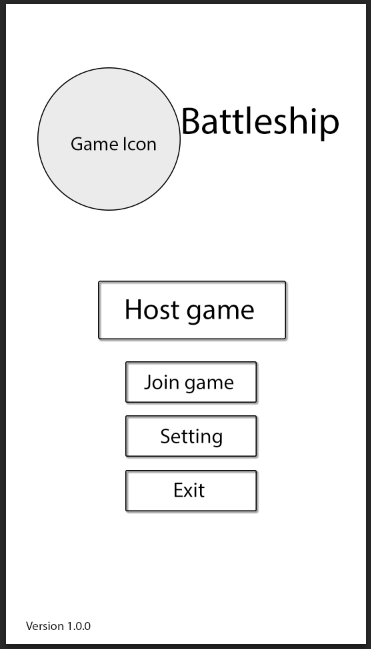 Battleship
Game Icon
Host game
Join game
Setting
Exit
Version 1.0.0